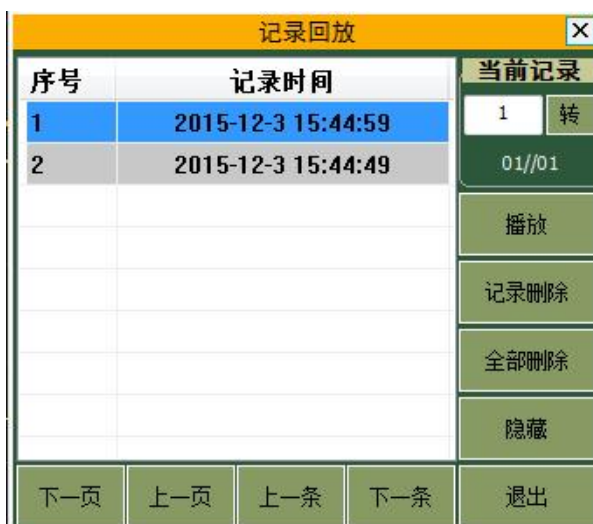 记录回放
序号 记录时间 当前记录
1 2015-12-3 15:44:59 1 转
2 2015-12-3 15:44:49 01//01
播放
记录删除
全部删除
隐藏
下一页 上一页 上一条 下一条 退出